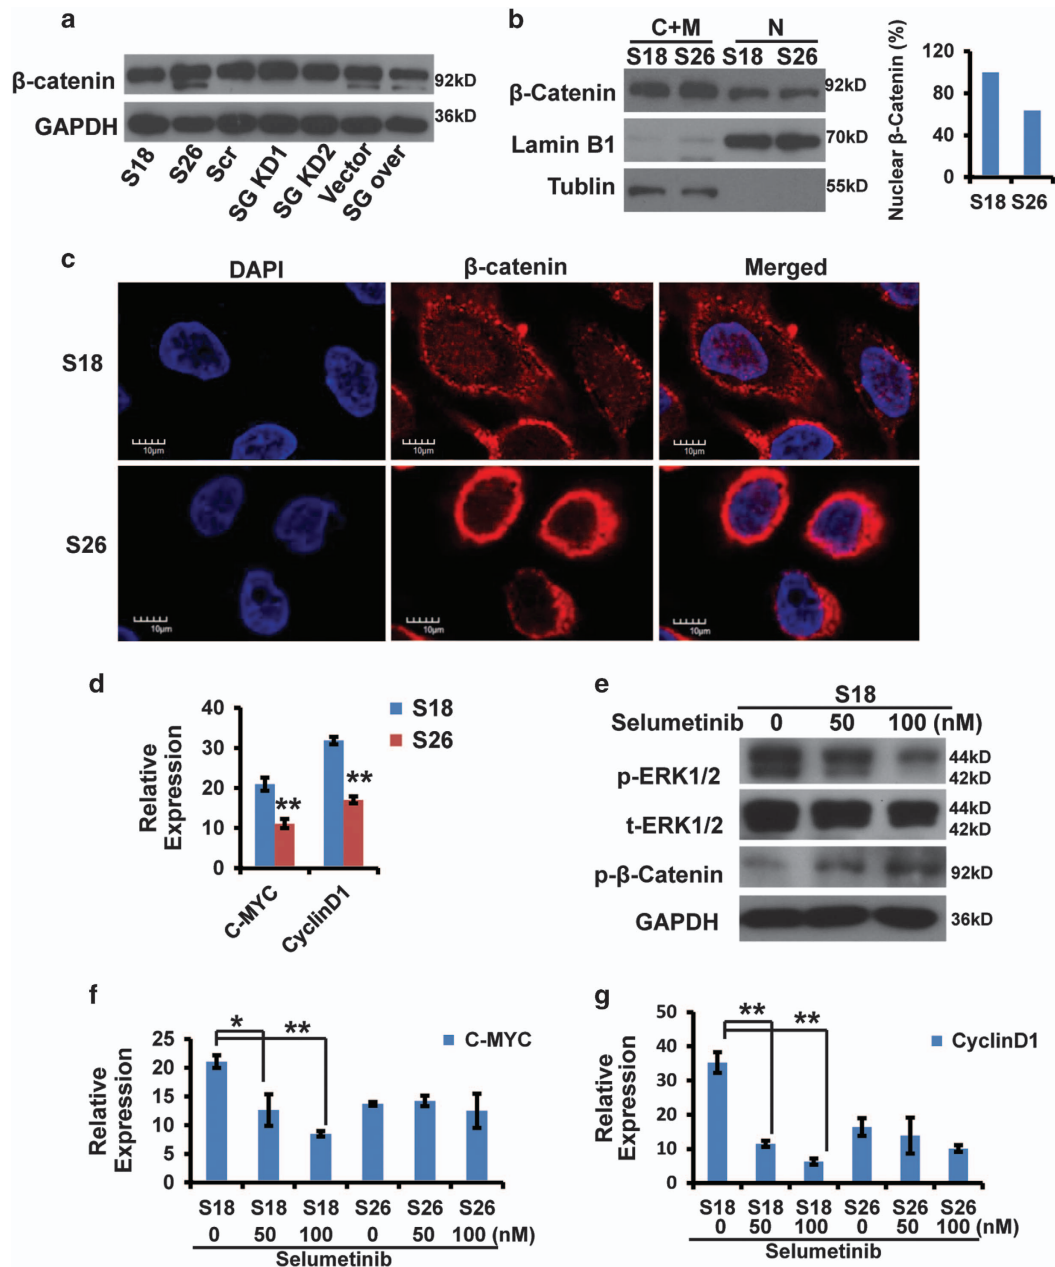 a
β-catenin
92kD
GAPDH
36kD
S18 S26 Scr SG KD1 SG KD2 Vector SG over
b
C+M N
S18 S26 S18 S26
β-Catenin
92kD
Lamin B1
70kD
Tublin
55kD
Nuclear β-Catenin (%)
120
80
40
0
S18 S26
c
DAPI β-catenin Merged
S18
10µm 10µm 10µm
S26
10µm 10µm 10µm
d
Relative Expression
40
30
20
10
0
S18
S26
**
**
C-MYC CyclinD1
e
S18
Selumetinib 0 50 100 (nM)
p-ERK1/2
44kD
42kD
t-ERK1/2
44kD
42kD
p-β-Catenin
92kD
GAPDH
36kD
f
Relative Expression
25
20
15
10
5
0
* **
C-MYC
S18 S18 S18 S26 S26 S26
0 50 100 0 50 100 (nM)
Selumetinib
g
Relative Expression
50
40
30
20
10
0
** **
CyclinD1
S18 S18 S18 S26 S26 S26
0 50 100 0 50 100 (nM)
Selumetinib